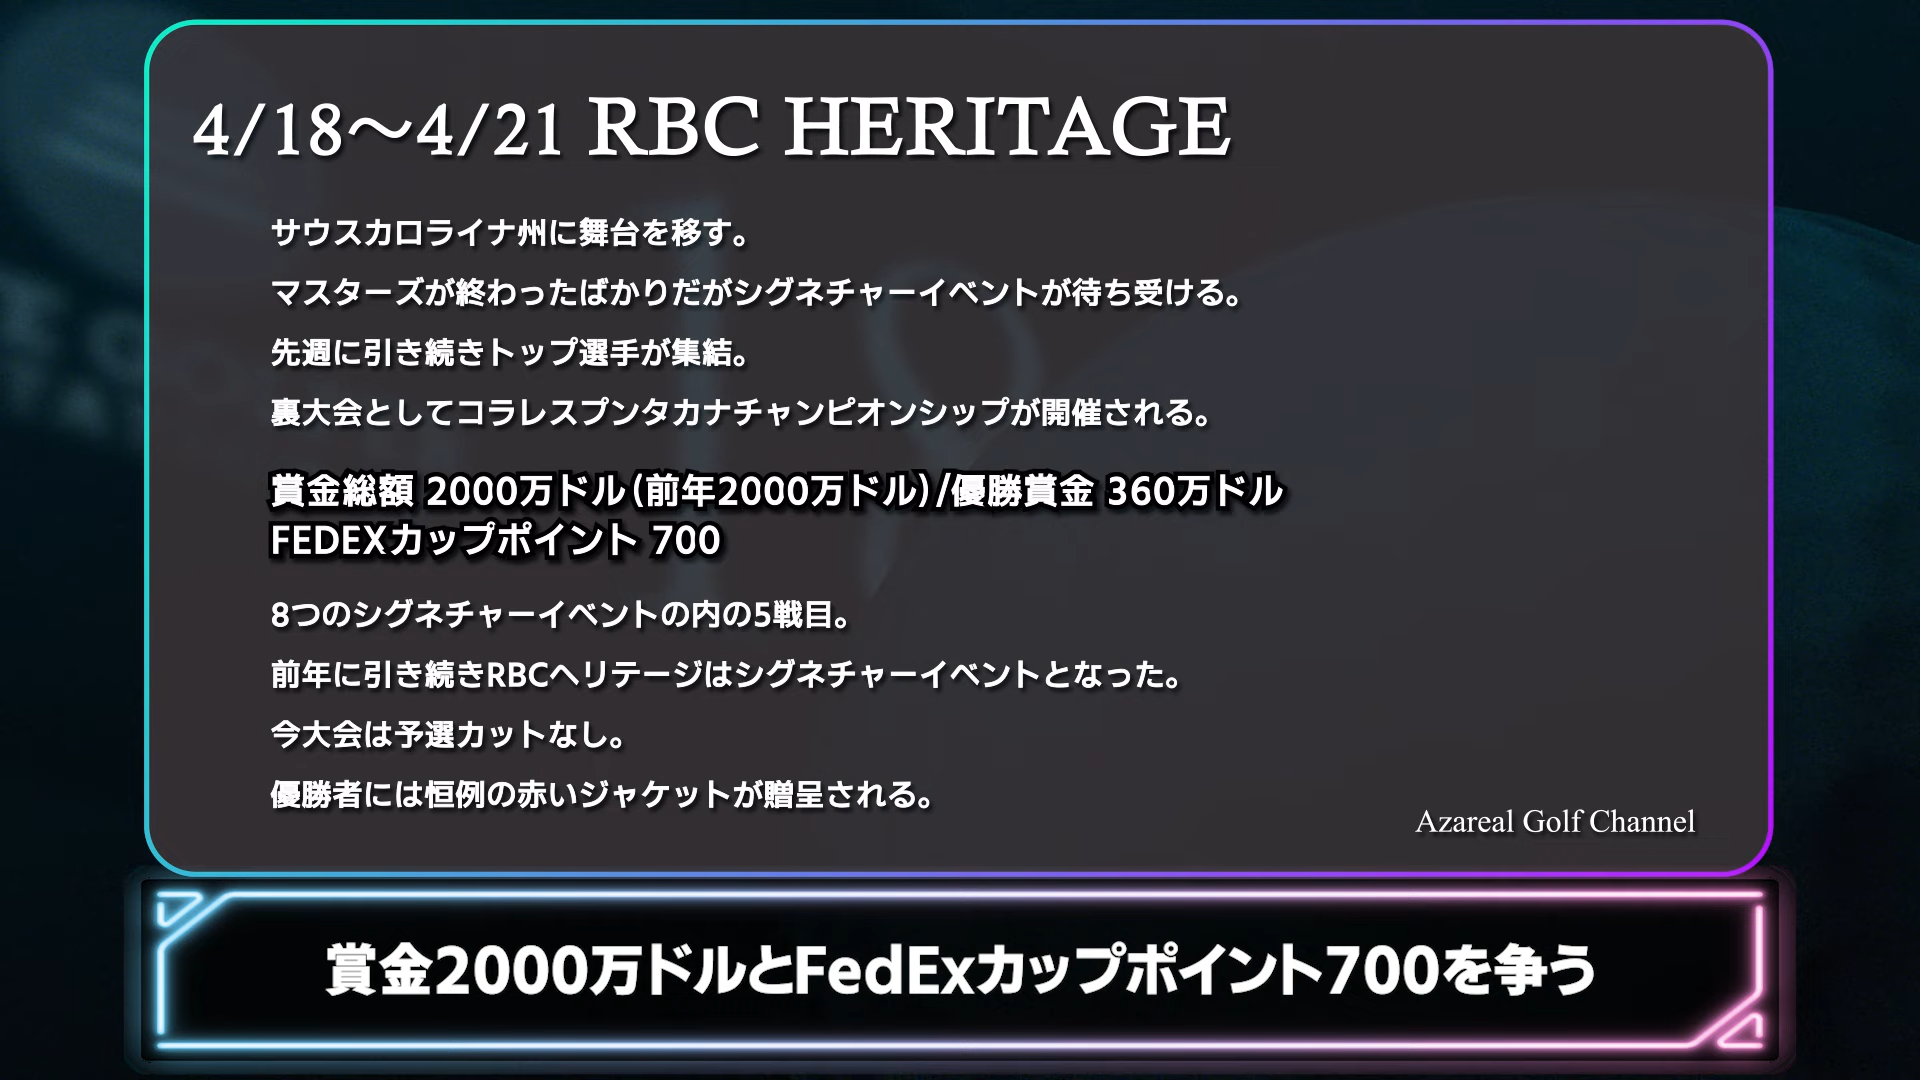 4/18～4/21 RBC HERITAGE
サウスカロライナ州に舞台を移す。
マスターズが終わったばかりだがシグネチャーイベントが待ち受ける。
先週に引き続きトップ選手が集結。
裏大会としてコラレスプンタカナチャンピオンシップが開催される。
賞金総額 2000万ドル(前年2000万ドル)/優勝賞金 360万ドル
FEDEXカップポイント 700
8つのシグネチャーイベントの内の5戦目。
前年に引き続きRBCヘリテージはシグネチャーイベントとなった。
今大会は予選カットなし。
優勝者には恒例の赤いジャケットが贈呈される。
Azareal Golf Channel
賞金2000万ドルとFedExカップポイント700を争う